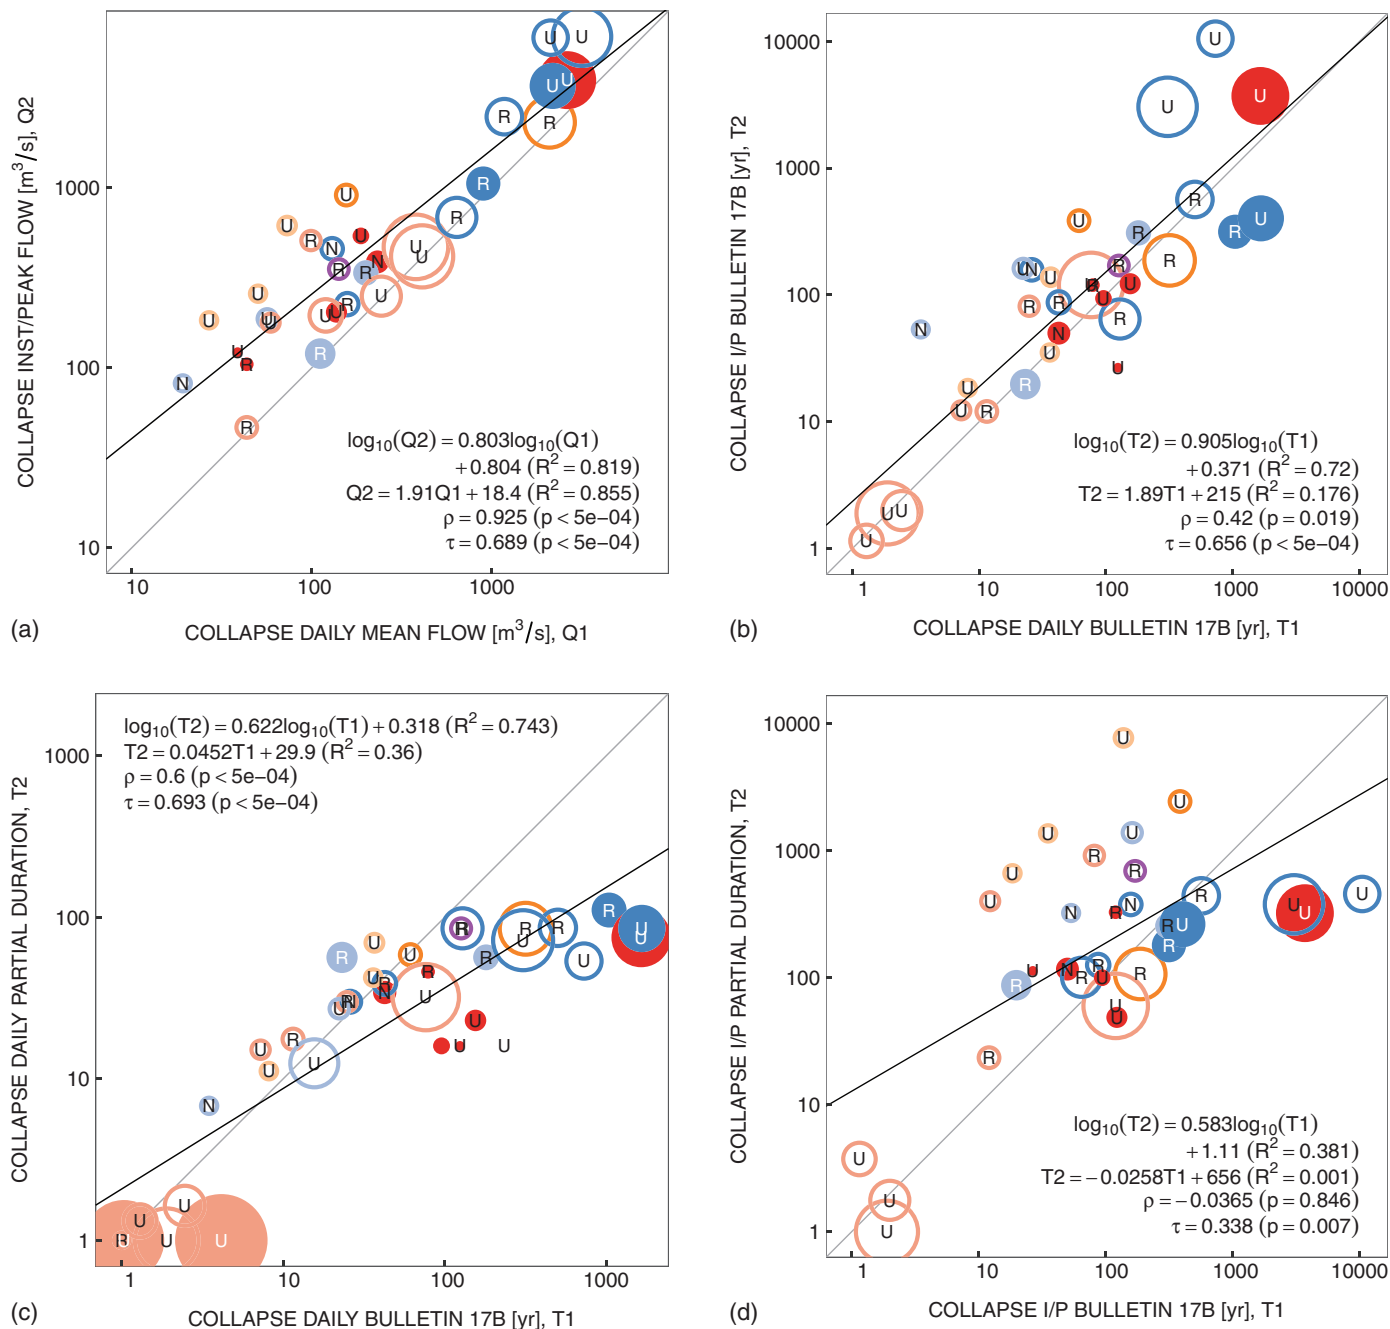 COLLAPSE INST/PEAK FLOW [m³/s], Q2
1000
100
10
U U
U U
R R
R
U R
U R N U
R R N U U
U U R U
U U U U U R
U R R
N
R
log₁₀(Q2) = 0.803log₁₀(Q1)
+ 0.804 (R² = 0.819)
Q2 = 1.91Q1 + 18.4 (R² = 0.855)
ρ = 0.925 (p < 5e−04)
τ = 0.689 (p < 5e−04)
10 100 1000
(a) COLLAPSE DAILY MEAN FLOW [m³/s], Q1
COLLAPSE I/P BULLETIN 17B [yr], T2
10000
1000
100
10
1
U
U U
R
U R R U
U N U R R
R R U U R
N N
U U
U R
U R
U U
U
log₁₀(T2) = 0.905log₁₀(T1)
+ 0.371 (R² = 0.72)
T2 = 1.89T1 + 215 (R² = 0.176)
ρ = 0.42 (p = 0.019)
τ = 0.656 (p < 5e−04)
1 10 100 1000 10000
(b) COLLAPSE DAILY BULLETIN 17B [yr], T1
COLLAPSE DAILY PARTIAL DURATION, T2
1000
100
10
1
log₁₀(T2) = 0.622log₁₀(T1) + 0.318 (R² = 0.743)
T2 = 0.0452T1 + 29.9 (R² = 0.36)
ρ = 0.6 (p < 5e−04)
τ = 0.693 (p < 5e−04)
R
R R R U
U U U
R U R U
U R R
U R N N U
U
U R U U
U U
N
U
U
R U U U
1 10 100 1000
(c) COLLAPSE DAILY BULLETIN 17B [yr], T1
COLLAPSE I/P PARTIAL DURATION, T2
10000
1000
100
10
1
U
U
U U
U R R
U N R N R U
R U U U
R
U N R U R
R R
U
U
R
U
U
U
log₁₀(T2) = 0.583log₁₀(T1)
+ 1.11 (R² = 0.381)
T2 = −0.0258T1 + 656 (R² = 0.001)
ρ = −0.0365 (p = 0.846)
τ = 0.338 (p = 0.007)
1 10 100 1000 10000
(d) COLLAPSE I/P BULLETIN 17B [yr], T1